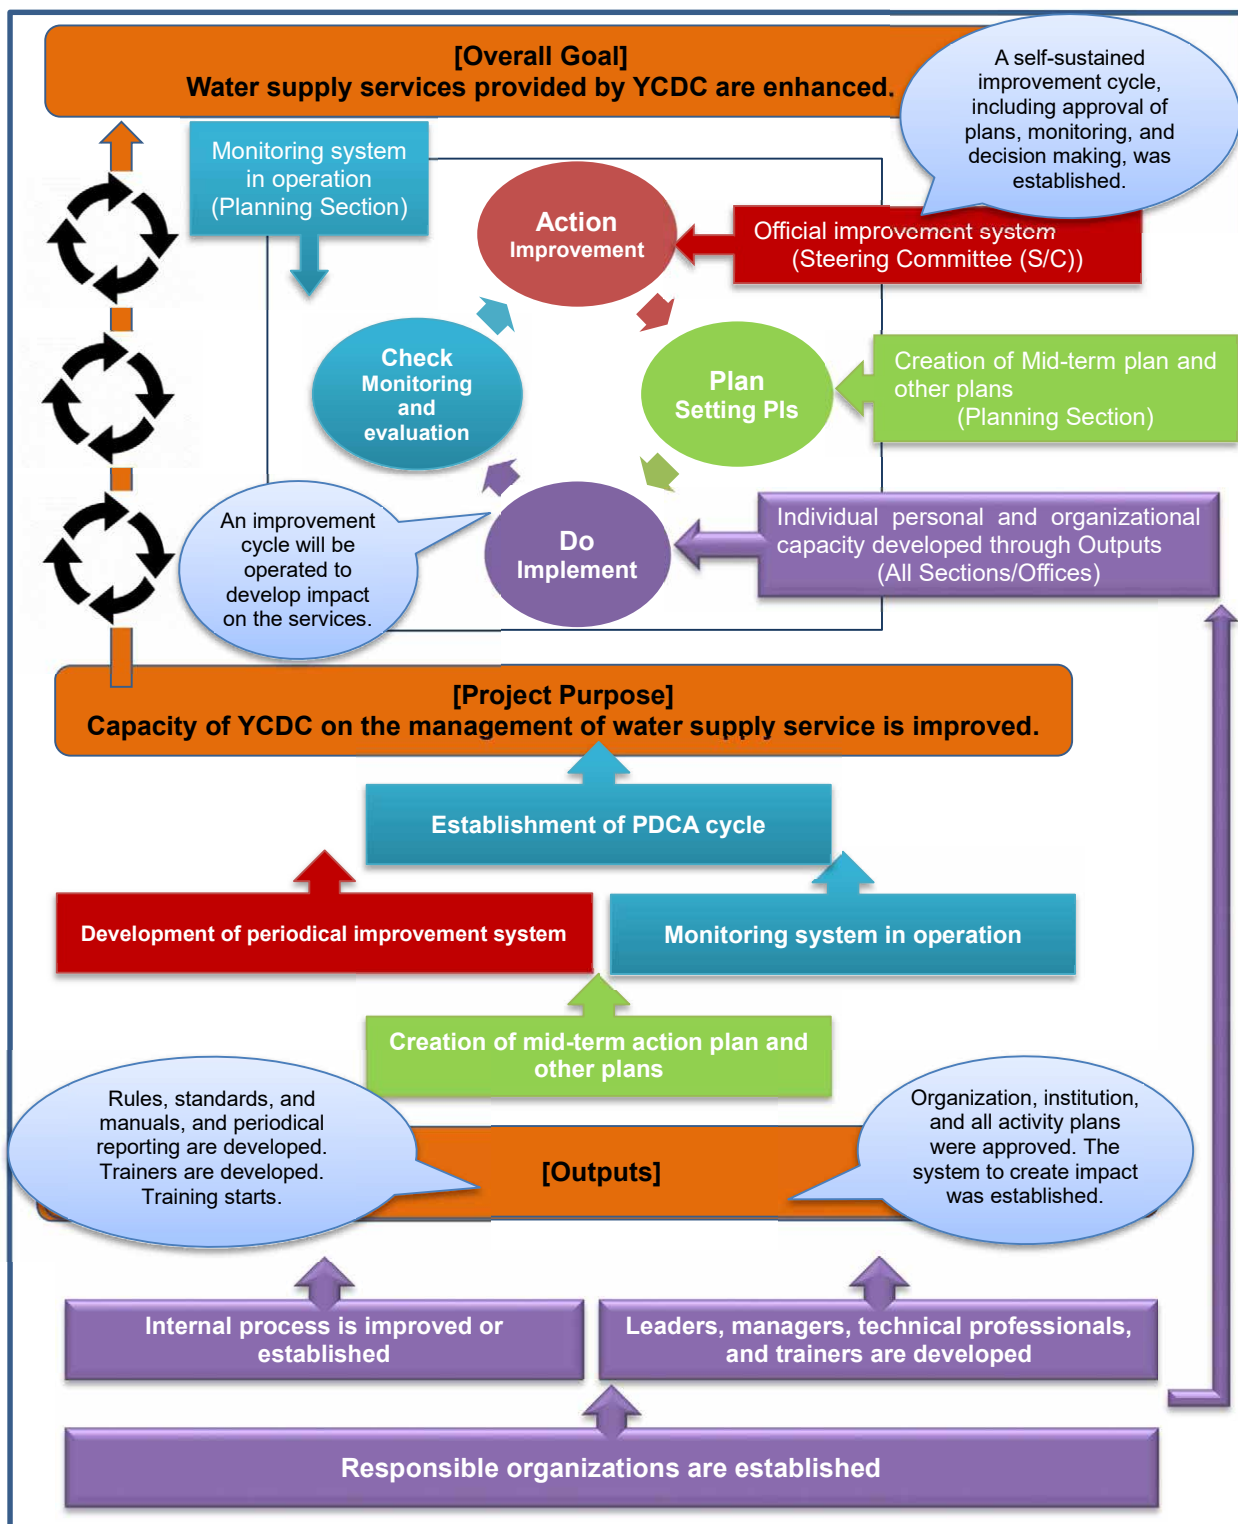 [Overall Goal]
Water supply services provided by YCDC are enhanced.
A self-sustained
improvement cycle,
including approval of
plans, monitoring, and
decision making, was
established.
Monitoring system
in operation
(Planning Section)
Action
Improvement
Official improvement system
(Steering Committee (S/C))
Check
Monitoring
and
evaluation
Plan
Setting PIs
Creation of Mid-term plan and
other plans
(Planning Section)
An improvement
cycle will be
operated to
develop impact
on the services.
Do
Implement
Individual personal and organizational
capacity developed through Outputs
(All Sections/Offices)
[Project Purpose]
Capacity of YCDC on the management of water supply service is improved.
Establishment of PDCA cycle
Development of periodical improvement system
Monitoring system in operation
Creation of mid-term action plan and
other plans
Rules, standards, and
manuals, and periodical
reporting are developed.
Trainers are developed.
Training starts.
[Outputs]
Organization, institution,
and all activity plans
were approved. The
system to create impact
was established.
Internal process is improved or
established
Leaders, managers, technical professionals,
and trainers are developed
Responsible organizations are established